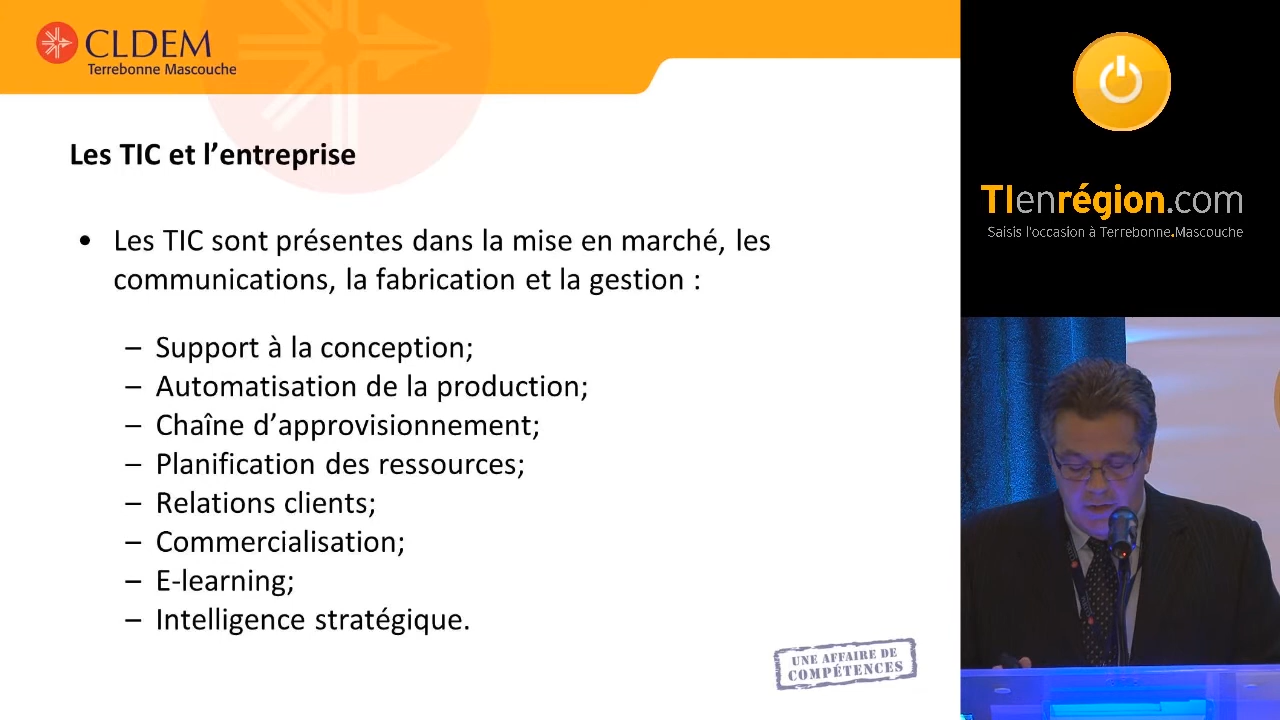 CLDEM
Terrebonne Mascouche
Les TIC et l'entreprise
• Les TIC sont présentes dans la mise en marché, les
communications, la fabrication et la gestion :
– Support à la conception;
– Automatisation de la production;
– Chaîne d'approvisionnement;
– Planification des ressources;
– Relations clients;
– Commercialisation;
– E-learning;
– Intelligence stratégique.
UNE AFFAIRE DE
COMPÉTENCES
TIenrégion.com
Saisis l'occasion à Terrebonne.Mascouche